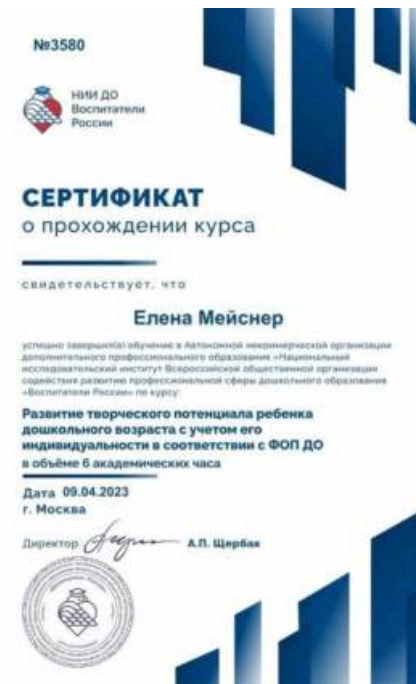 №3580
НИИ ДО
Воспитатели
России
СЕРТИФИКАТ
о прохождении курса
свидетельствует, что
Елена Мейснер
успешно завершил(а) обучение в Автономной некоммерческой организации
дополнительного профессионального образования «Национальный
исследовательский институт Всероссийской общественной организации
содействия развитию профессиональной сферы дошкольного образования
«Воспитатели России» по курсу:
Развитие творческого потенциала ребенка
дошкольного возраста с учетом его
индивидуальности в соответствии с ФОП ДО
в объёме 6 академических часа
Дата 09.04.2023
г. Москва
Директор А.П. Щербак